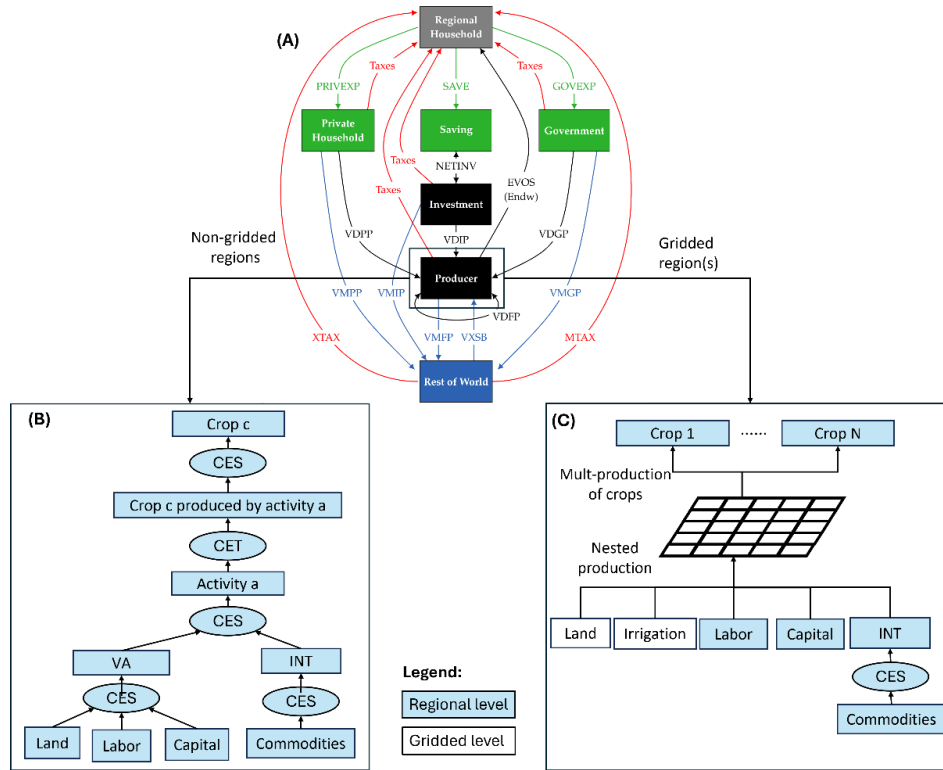 (A)
Regional
Household
Taxes
Taxes
PRIVEXP
SAVE
GOVEXP
Private
Household
Saving
Government
NETINV
Taxes
EVOS
(Endw)
Taxes
Investment
Non-gridded
regions
VDPP
VDIP
VDGP
Gridded
region(s)
Producer
VMPP
VMIP
VMGP
VDFP
XTAX
VMFP
VXSB
MTAX
Rest of World
(B)
Crop c
CES
Crop c produced by activity a
CET
Activity a
CES
VA
INT
CES
CES
Land
Labor
Capital
Commodities
Legend:
Regional level
Gridded level
(C)
Crop 1
......
Crop N
Mult-production
of crops
Nested
production
Land
Irrigation
Labor
Capital
INT
CES
Commodities